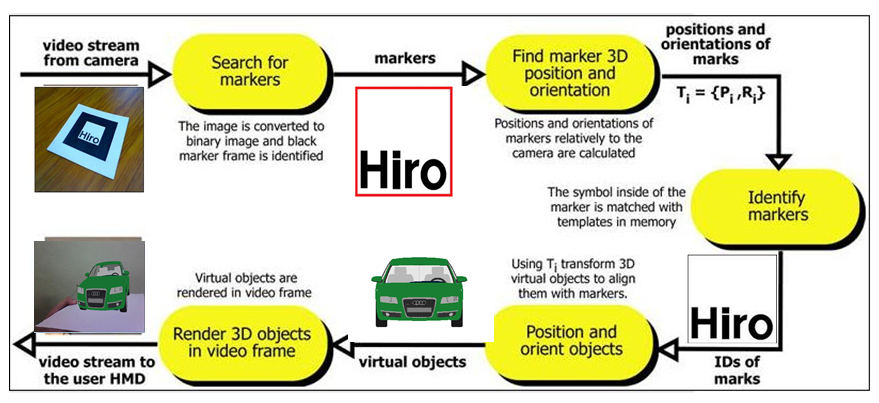 video stream
from camera
Search for
markers
markers
Find marker 3D
position and
orientation
positions and
orientations of
marks
Tᵢ = {Pᵢ ,Rᵢ}
Hiro
The image is converted to
binary image and black
marker frame is identified
Hiro
Positions and orientations of
markers relatively to the
camera are calculated
The symbol inside of the
marker is matched with
templates in memory
Identify
markers
Virtual objects are
rendered in video frame
Using Tᵢ transform 3D
virtual objects to align
them with markers.
Hiro
Render 3D objects
in video frame
Position and
orient objects
video stream to
the user HMD
virtual objects
IDs of
marks